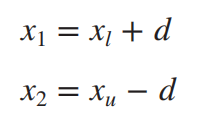 x₁ = xₗ + d
x₂ = xᵤ − d